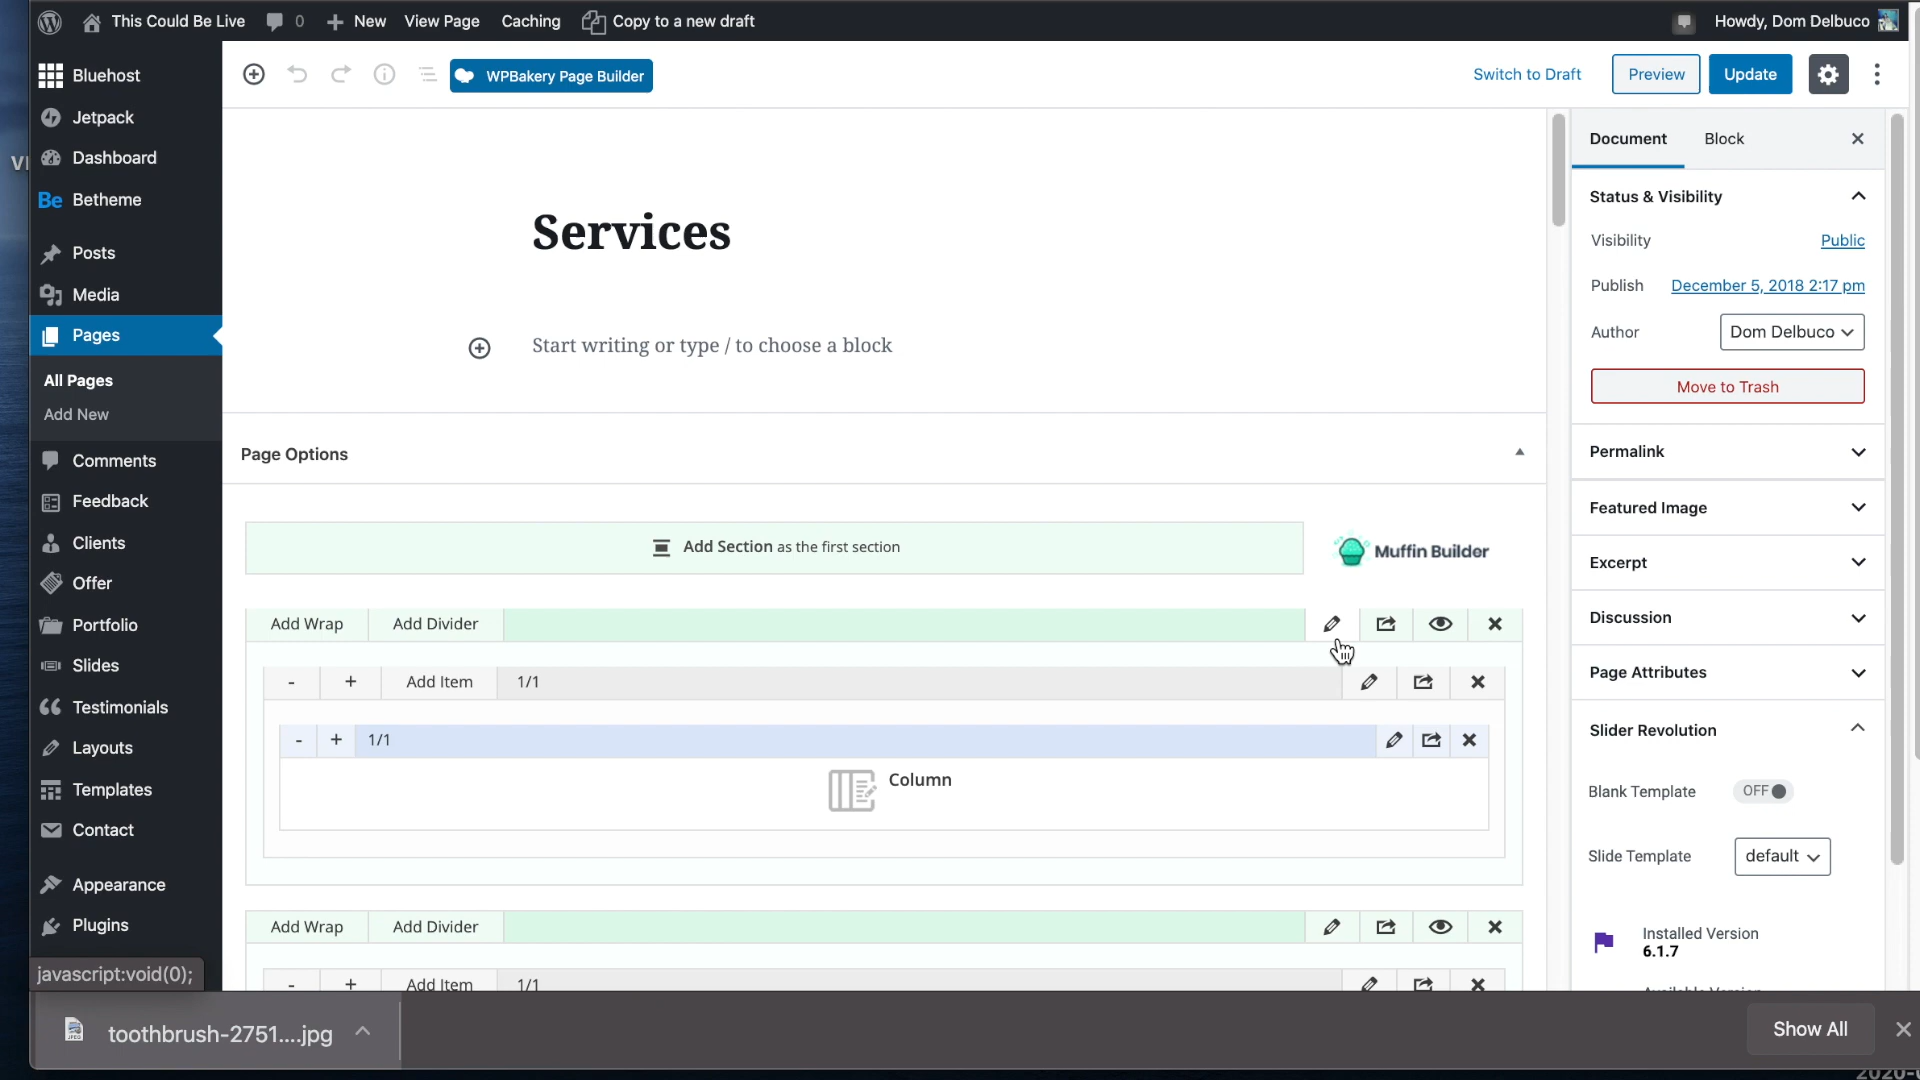 This Could Be Live 0 New View Page Caching Copy to a new draft Howdy, Dom Delbuco
Bluehost
Jetpack
Dashboard
Be Betheme
Posts
Media
Pages
All Pages
Add New
Comments
Feedback
Clients
Offer
Portfolio
Slides
Testimonials
Layouts
Templates
Contact
Appearance
Plugins
javascript:void(0);
WPBakery Page Builder Switch to Draft Preview Update
Services
Start writing or type / to choose a block
Page Options
Add Section as the first section Muffin Builder
Add Wrap Add Divider
- + Add Item 1/1
- + 1/1
Column
Add Wrap Add Divider
- + Add Item 1/1
Document Block
Status & Visibility
Visibility Public
Publish December 5, 2018 2:17 pm
Author Dom Delbuco
Move to Trash
Permalink
Featured Image
Excerpt
Discussion
Page Attributes
Slider Revolution
Blank Template OFF
Slide Template default
Installed Version
6.1.7
toothbrush-2751....jpg Show All